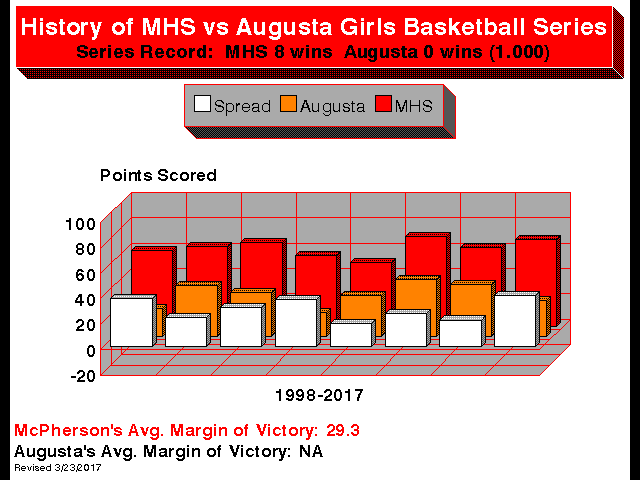 History of MHS vs Augusta Girls Basketball Series
Series Record: MHS 8 wins Augusta 0 wins (1.000)
Spread Augusta MHS
Points Scored
100
80
60
40
20
0
-20
1998-2017
McPherson's Avg. Margin of Victory: 29.3
Augusta's Avg. Margin of Victory: NA
Revised 3/23/2017